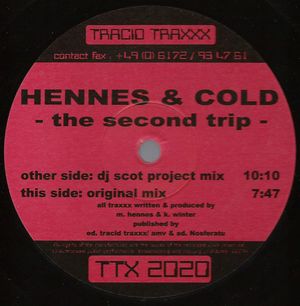 TRACID TRAXXX
contact fax . +49 (0) 6172 / 93 47 61
HENNES & COLD
- the second trip -
other side: dj scot project mix 10:10
this side: original mix 7:47
all traxxx written & produced by
m. hennes & k. winter
published by
ed. tracid traxxx/ amv & ed. Nosferatu
TTX 2020